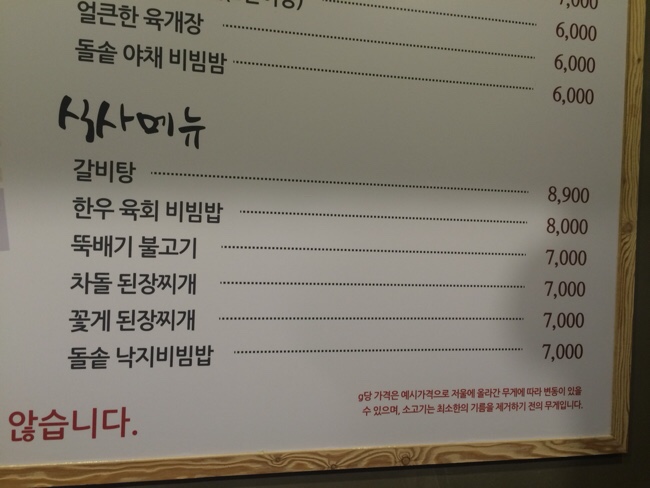 7,000
얼큰한 육개장 6,000
돌솥 야채 비빔밤 6,000
6,000
식사메뉴
갈비탕 8,900
한우 육회 비빔밥 8,000
뚝배기 불고기 7,000
차돌 된장찌개 7,000
꽃게 된장찌개 7,000
돌솥 낙지비빔밥 7,000
g당 가격은 예시가격으로 저울에 올라간 무게에 따라 변동이 있을
수 있으며, 소고기는 최소한의 기름을 제거하기 전의 무게입니다.
않습니다.